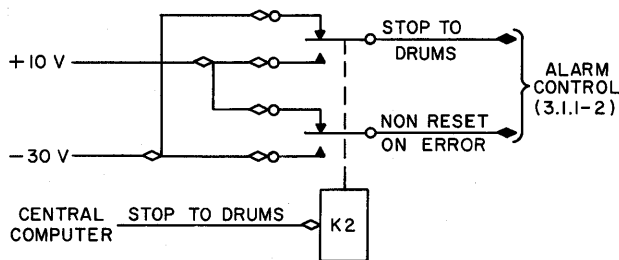 +10 V
-30 V
STOP TO
DRUMS
NON RESET
ON ERROR
ALARM
CONTROL
(3.1.1-2)
CENTRAL
COMPUTER
STOP TO DRUMS
K2